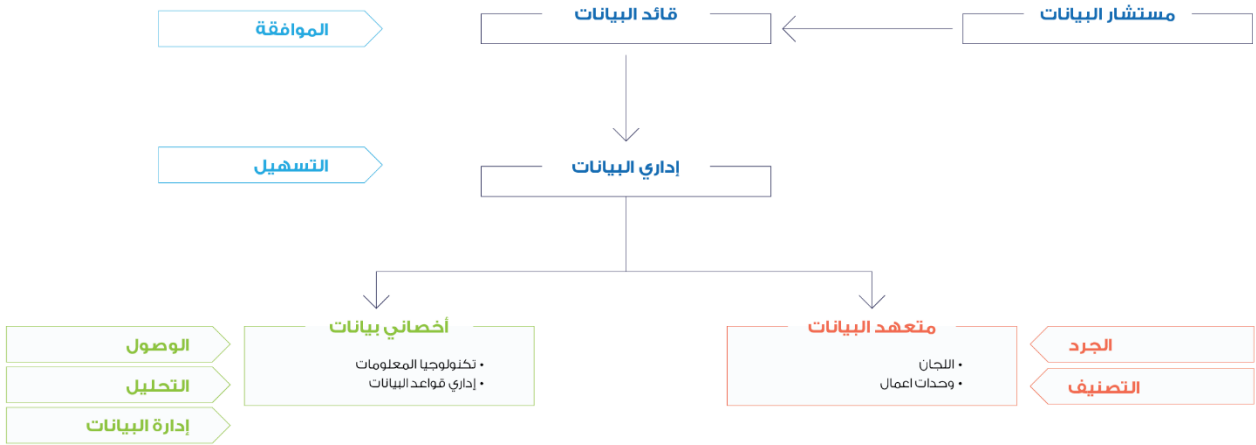 مستشار البيانات
قائد البيانات
الموافقة
إداري البيانات
التسهيل
متعهد البيانات
• اللجان
• وحدات اعمال
الجرد
التصنيف
أخصائي بيانات
• تكنولوجيا المعلومات
• إداري قواعد البيانات
الوصول
التحليل
إدارة البيانات